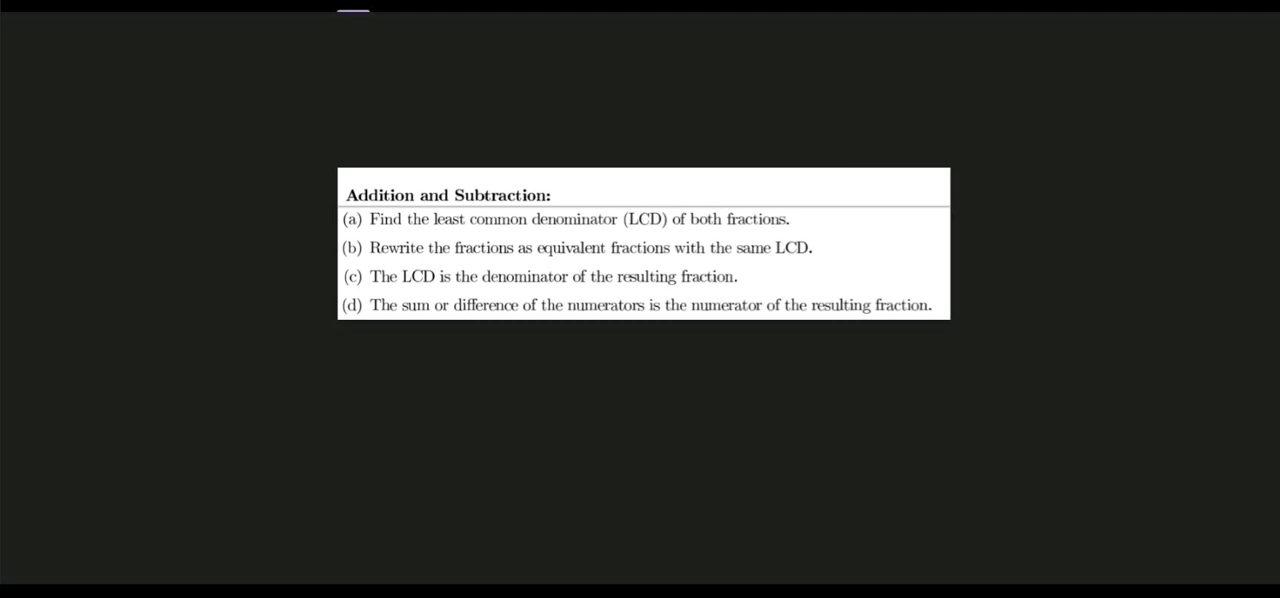 Addition and Subtraction:
(a) Find the least common denominator (LCD) of both fractions.
(b) Rewrite the fractions as equivalent fractions with the same LCD.
(c) The LCD is the denominator of the resulting fraction.
(d) The sum or difference of the numerators is the numerator of the resulting fraction.